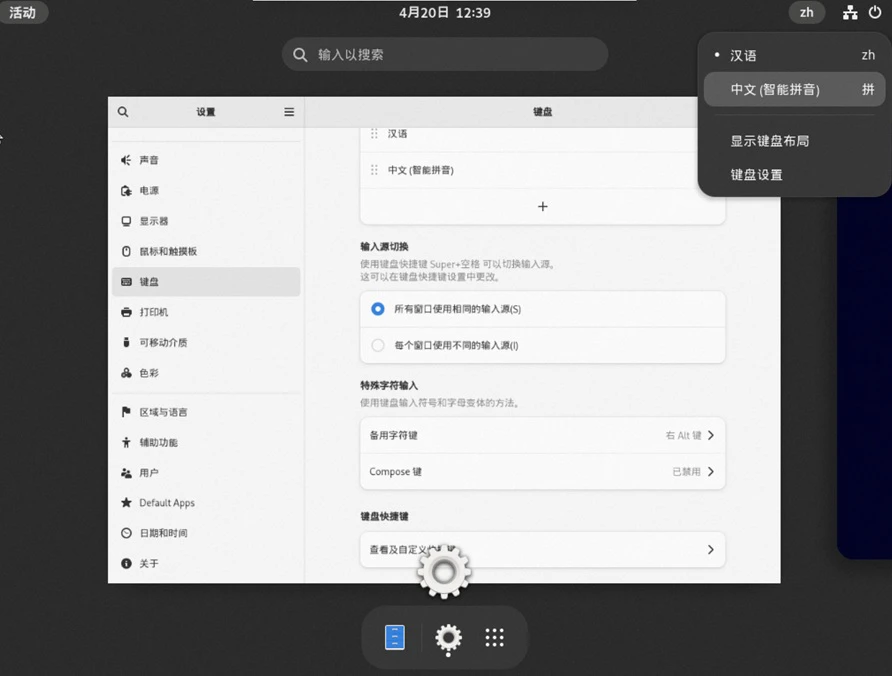 活动
4月20日 12:39
zh
输入以搜索
汉语 zh
中文 (智能拼音) 拼
显示键盘布局
键盘设置
设置
键盘
声音
电源
显示器
鼠标和触摸板
键盘
打印机
可移动介质
色彩
区域与语言
辅助功能
用户
Default Apps
日期和时间
关于
汉语
中文 (智能拼音)
+
输入源切换
使用键盘快捷键 Super+空格 可以切换输入源。
这可以在键盘快捷键设置中更改。
所有窗口使用相同的输入源(S)
每个窗口使用不同的输入源(I)
特殊字符输入
使用键盘输入符号和字母变体的方法。
备用字符键 右 Alt 键
Compose 键 已禁用
键盘快捷键
查看及自定义